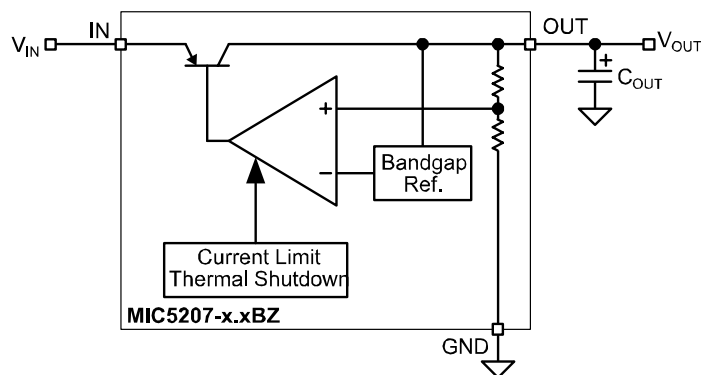 IN
OUT
V_IN
V_OUT
+
C_OUT
+
−
Bandgap
Ref.
Current Limit
Thermal Shutdown
MIC5207-x.xBZ
GND